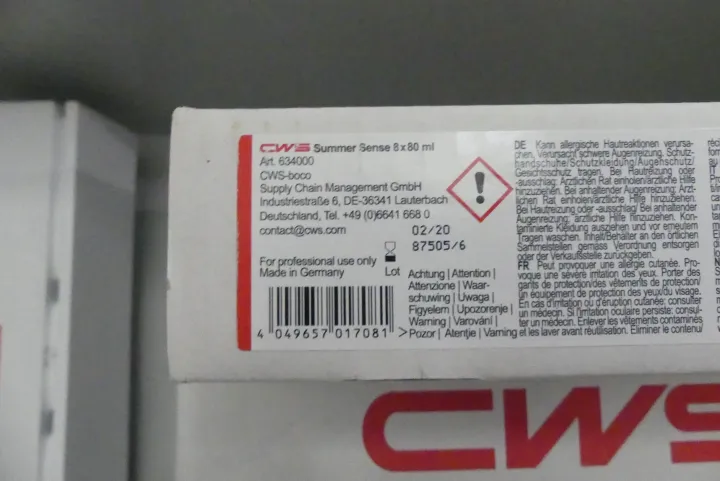 CWS Summer Sense 8 x 80 ml
Art. 634000
CWS-boco
Supply Chain Management GmbH
Industriestraße 6, DE-36341 Lauterbach
Deutschland, Tel. +49 (0)6641 668 0
contact@cws.com
02/20
87505/6
For professional use only
Made in Germany
Lot
4 049657 017081 >
Achtung | Attention |
Attenzione | Waar-
schuwing | Uwaga |
Figyelem | Upozorenje |
Warning | Varování |
Pozor | Atenţie | Varning
DE Kann allergische Hautreaktionen verursa-
chen. Verursacht schwere Augenreizung. Schutz-
handschuhe/Schutzkleidung/Augenschutz/
Gesichtsschutz tragen. Bei Hautreizung oder
-ausschlag: Ärztlichen Rat einholen/ärztliche Hilfe
hinzuziehen. Bei anhaltender Augenreizung: Ärzt-
lichen Rat einholen/ärztliche Hilfe hinzuziehen.
Bei Hautreizung oder -ausschlag/ Bei anhaltender
Augenreizung: ärztliche Hilfe hinzuziehen. Kon-
taminierte Kleidung ausziehen und vor erneutem
Tragen waschen. Inhalt/Behälter an den örtlichen
Sammelstellen gemäss Verordnung entsorgen
oder der Verkaufsstelle zurückgeben.
FR Peut provoquer une allergie cutanée. Pro-
voque une sévère irritation des yeux. Porter des
gants de protection/des vêtements de protection/
un équipement de protection des yeux/du visage.
En cas d'irritation ou d'éruption cutanée: consulter
un médecin. Si l'irritation oculaire persiste: consul-
ter un médecin. Enlever les vêtements contaminés
et les laver avant réutilisation. Éliminer le contenu/
CWS